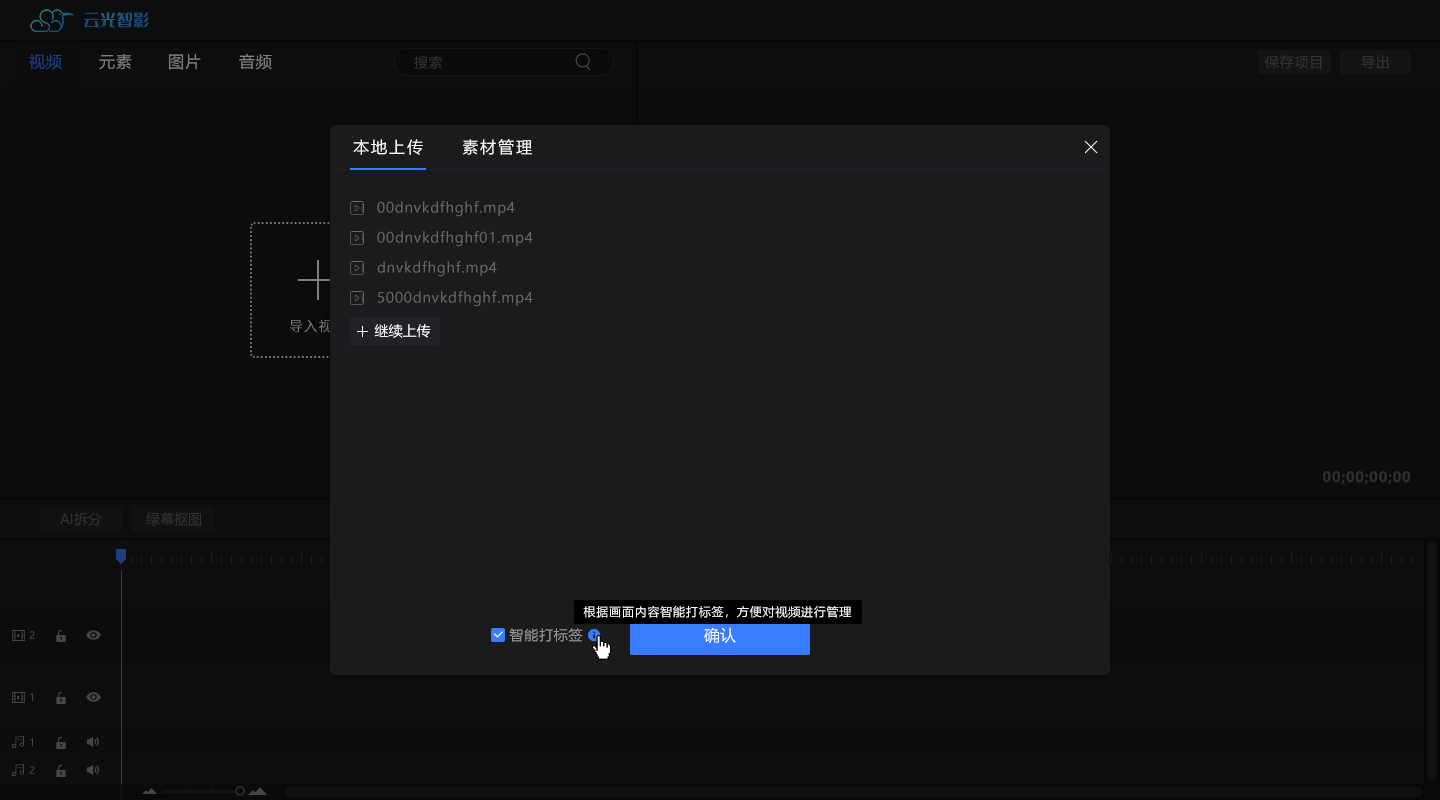 云光智影
视频 元素 图片 音频 搜索 保存项目 导出
本地上传 素材管理
00dnvkdfhghf.mp4
00dnvkdfhghf01.mp4
dnvkdfhghf.mp4
5000dnvkdfhghf.mp4
继续上传
导入视
00;00;00;00
AI拆分 绿幕抠图
根据画面内容智能打标签，方便对视频进行管理
智能打标签 确认
2
1
1
2